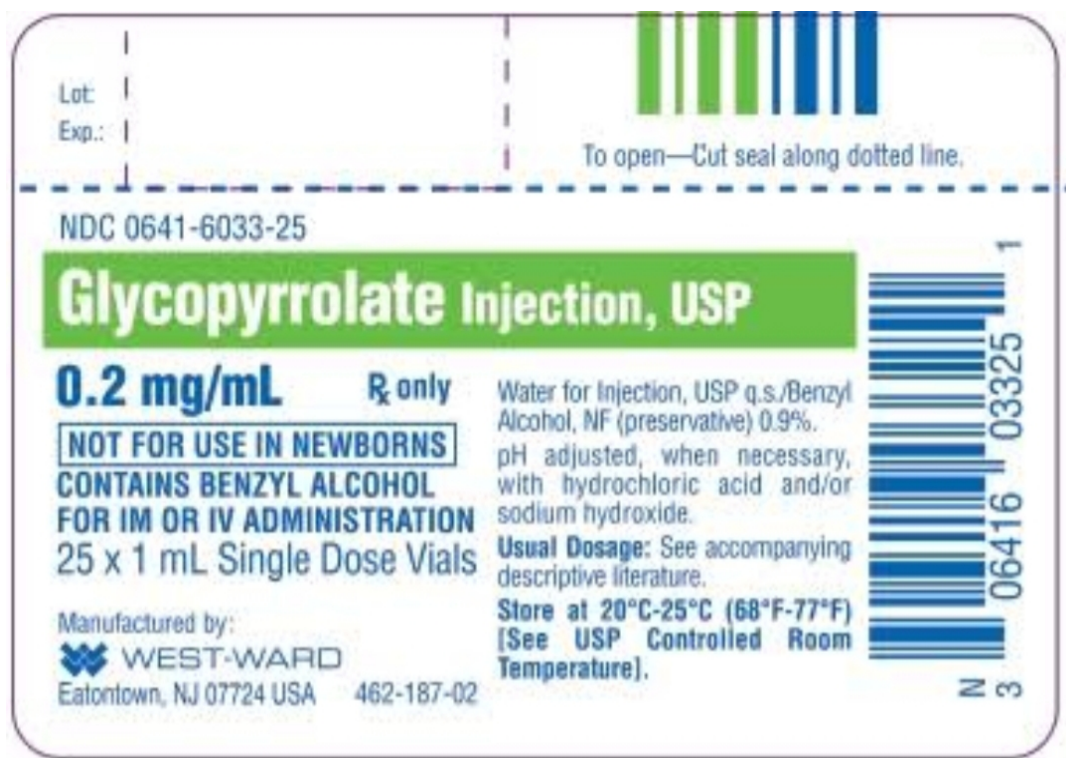 Lot:
Exp.:
To open—Cut seal along dotted line.
NDC 0641-6033-25
Glycopyrrolate Injection, USP
0.2 mg/mL
Rx only
NOT FOR USE IN NEWBORNS
CONTAINS BENZYL ALCOHOL
FOR IM OR IV ADMINISTRATION
25 x 1 mL Single Dose Vials
Manufactured by:
WEST-WARD
Eatontown, NJ 07724 USA
462-187-02
Water for Injection, USP q.s./Benzyl
Alcohol, NF (preservative) 0.9%.
pH adjusted, when necessary,
with hydrochloric acid and/or
sodium hydroxide.
Usual Dosage: See accompanying
descriptive literature.
Store at 20°C-25°C (68°F-77°F)
[See USP Controlled Room
Temperature].
N
3 06416 03325 1